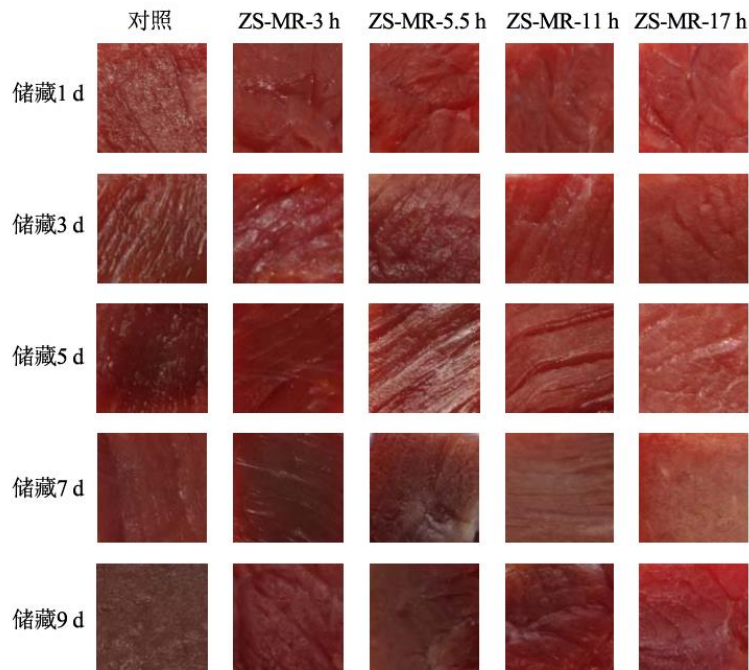 对照 ZS-MR-3 h ZS-MR-5.5 h ZS-MR-11 h ZS-MR-17 h
储藏1 d
储藏3 d
储藏5 d
储藏7 d
储藏9 d